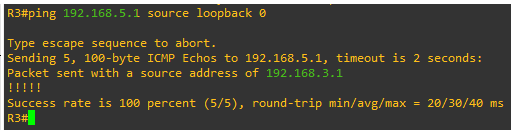 R3#ping 192.168.5.1 source loopback 0
Type escape sequence to abort.
Sending 5, 100-byte ICMP Echos to 192.168.5.1, timeout is 2 seconds:
Packet sent with a source address of 192.168.3.1
!!!!!
Success rate is 100 percent (5/5), round-trip min/avg/max = 20/30/40 ms
R3#